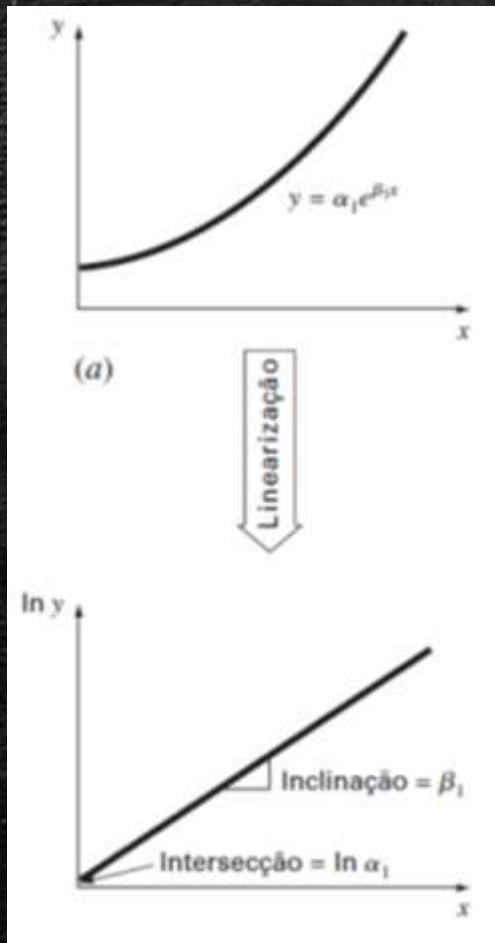 y
y = α₁e^β₁x
x
(a)
Linearização
ln y
Inclinação = β₁
Intersecção = ln α₁
x